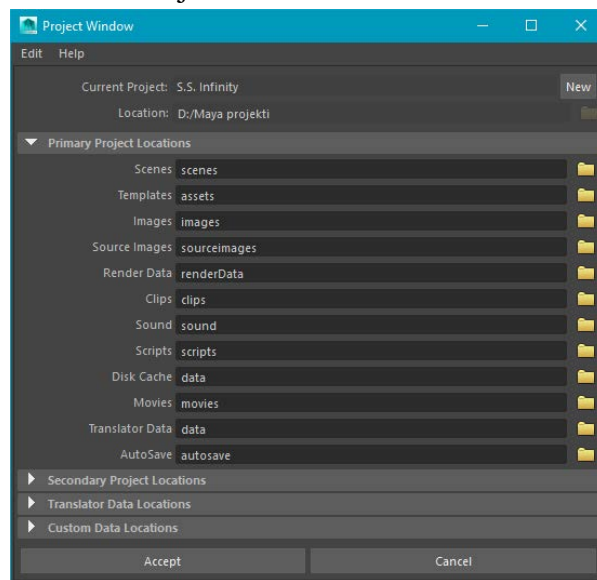 Project Window
Edit Help
Current Project: S.S. Infinity New
Location: D:/Maya projekti
Primary Project Locations
Scenes scenes
Templates assets
Images images
Source Images sourceimages
Render Data renderData
Clips clips
Sound sound
Scripts scripts
Disk Cache data
Movies movies
Translator Data data
AutoSave autosave
Secondary Project Locations
Translator Data Locations
Custom Data Locations
Accept Cancel